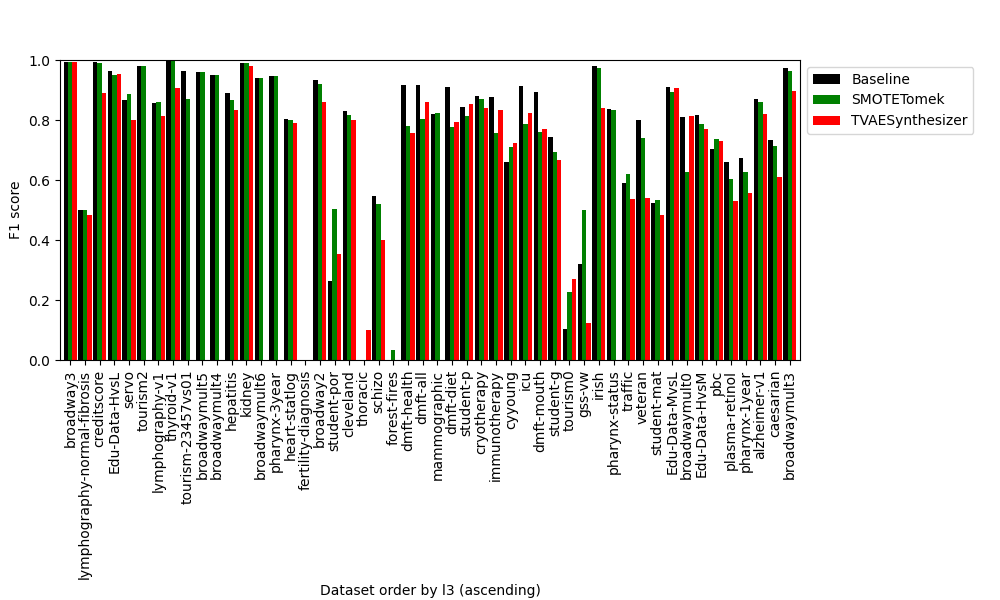 Baseline
SMOTETomek
TVAESynthesizer
F1 score
1.0
0.8
0.6
0.4
0.2
0.0
broadway3
lymphography-normal-fibrosis
creditscore
Edu-Data-HvsL
servo
tourism2
lymphography-v1
thyroid-v1
tourism-23457vs01
broadwaymult5
broadwaymult4
hepatitis
kidney
broadwaymult6
pharynx-3year
heart-statlog
fertility-diagnosis
broadway2
student-por
cleveland
thoracic
schizo
forest-fires
dmft-health
dmft-all
mammographic
dmft-diet
student-p
cryotherapy
immunotherapy
cyyoung
icu
dmft-mouth
student-g
tourism0
gss-vw
irish
pharynx-status
traffic
veteran
student-mat
Edu-Data-MvsL
broadwaymult0
Edu-Data-HvsM
pbc
plasma-retinol
pharynx-1year
alzheimer-v1
caesarian
broadwaymult3
Dataset order by l3 (ascending)